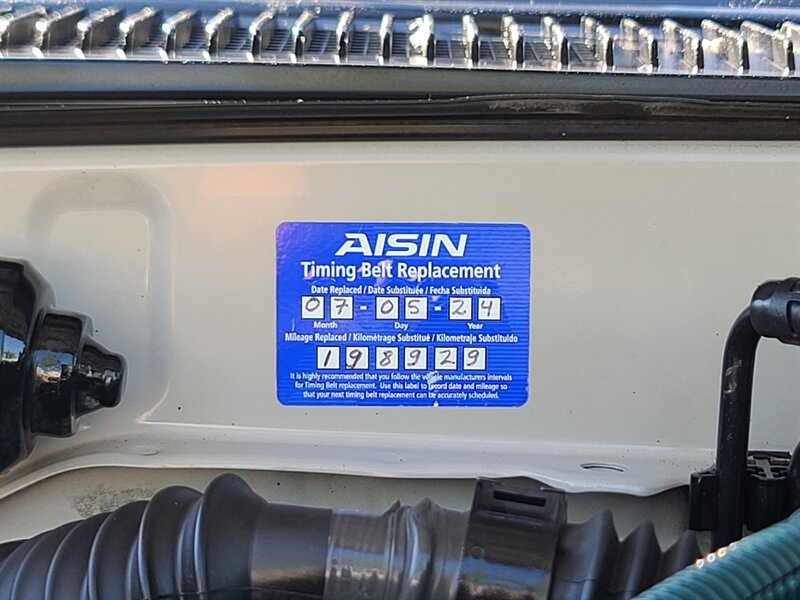 AISIN
Timing Belt Replacement
Date Replaced / Date Substituée / Fecha Substituida
07-05-24
Month Day Year
Mileage Replaced / Kilométrage Substitué / Kilometraje Substituido
198929
It is highly recommended that you follow the vehicle manufacturers intervals
for Timing Belt replacement. Use this label to record date and mileage so
that your next timing belt replacement can be accurately scheduled.